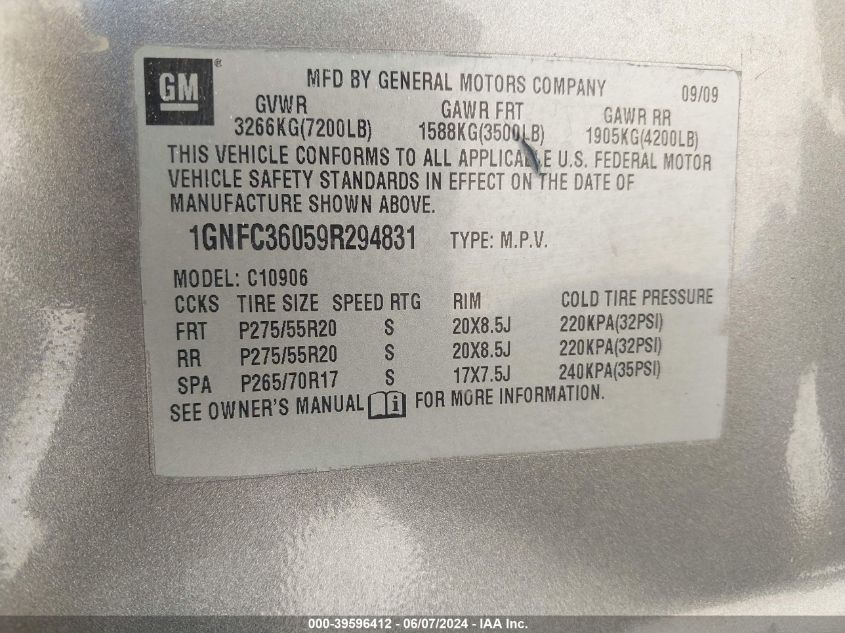 GM®
MFD BY GENERAL MOTORS COMPANY 09/09
GVWR GAWR FRT GAWR RR
3266KG(7200LB) 1588KG(3500LB) 1905KG(4200LB)
THIS VEHICLE CONFORMS TO ALL APPLICABLE U.S. FEDERAL MOTOR
VEHICLE SAFETY STANDARDS IN EFFECT ON THE DATE OF
MANUFACTURE SHOWN ABOVE.
1GNFC36059R294831 TYPE: M.P.V.
MODEL: C10906
CCKS TIRE SIZE SPEED RTG RIM COLD TIRE PRESSURE
FRT P275/55R20 S 20X8.5J 220KPA(32PSI)
RR P275/55R20 S 20X8.5J 220KPA(32PSI)
SPA P265/70R17 S 17X7.5J 240KPA(35PSI)
SEE OWNER'S MANUAL i FOR MORE INFORMATION.
000-39596412 - 06/07/2024 - IAA Inc.